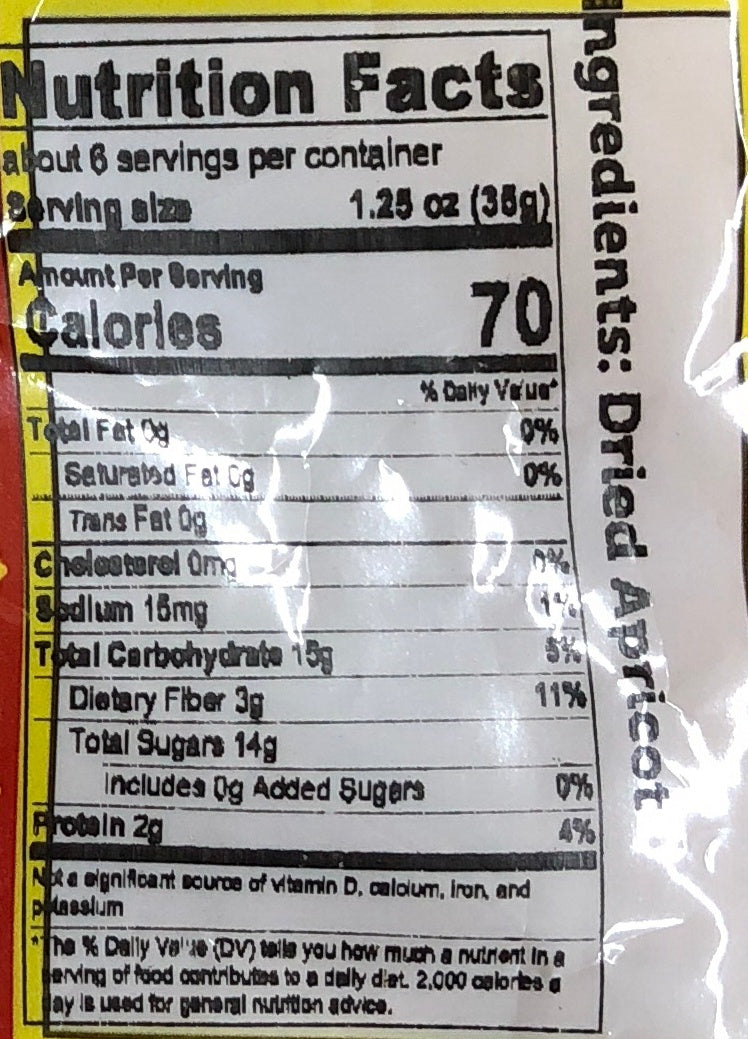 Nutrition Facts
about 6 servings per container
Serving size 1.25 oz (35g)
Amount Per Serving
Calories 70
% Daily Value*
Total Fat 0g 0%
Saturated Fat 0g 0%
Trans Fat 0g
Cholesterol 0mg 0%
Sodium 15mg 1%
Total Carbohydrate 15g 5%
Dietary Fiber 3g 11%
Total Sugars 14g
Includes 0g Added Sugars 0%
Protein 2g 4%
Not a significant source of vitamin D, calcium, iron, and
potassium
*The % Daily Value (DV) tells you how much a nutrient in a
serving of food contributes to a daily diet. 2,000 calories a
day is used for general nutrition advice.
Ingredients: Dried Apricot